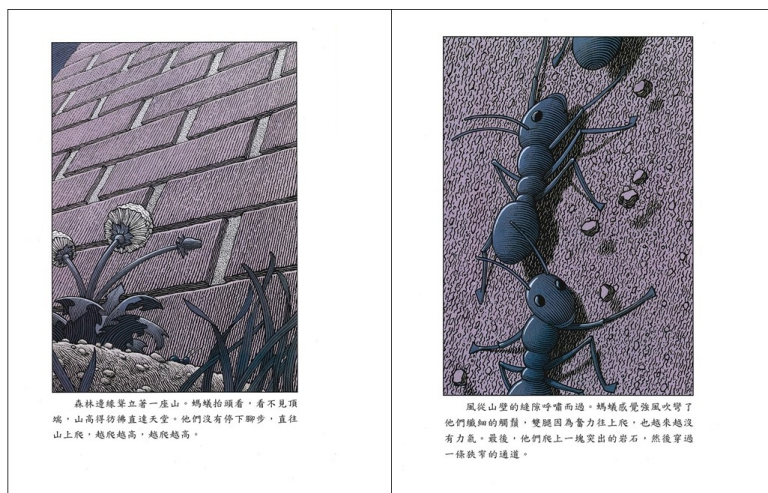 森林邊緣聳立著一座山。螞蟻抬頭看,看不見頂
端,山高得彷彿直達天堂。他們沒有停下腳步,直往
山上爬,越爬越高,越爬越高。
風從山壁的縫隙呼嘯而過。螞蟻感覺強風吹彎了
他們纖細的觸鬚,雙腿因為奮力往上爬,也越來越沒
有力氣。最後,他們爬上一塊突出的岩石,然後穿過
一條狹窄的通道。